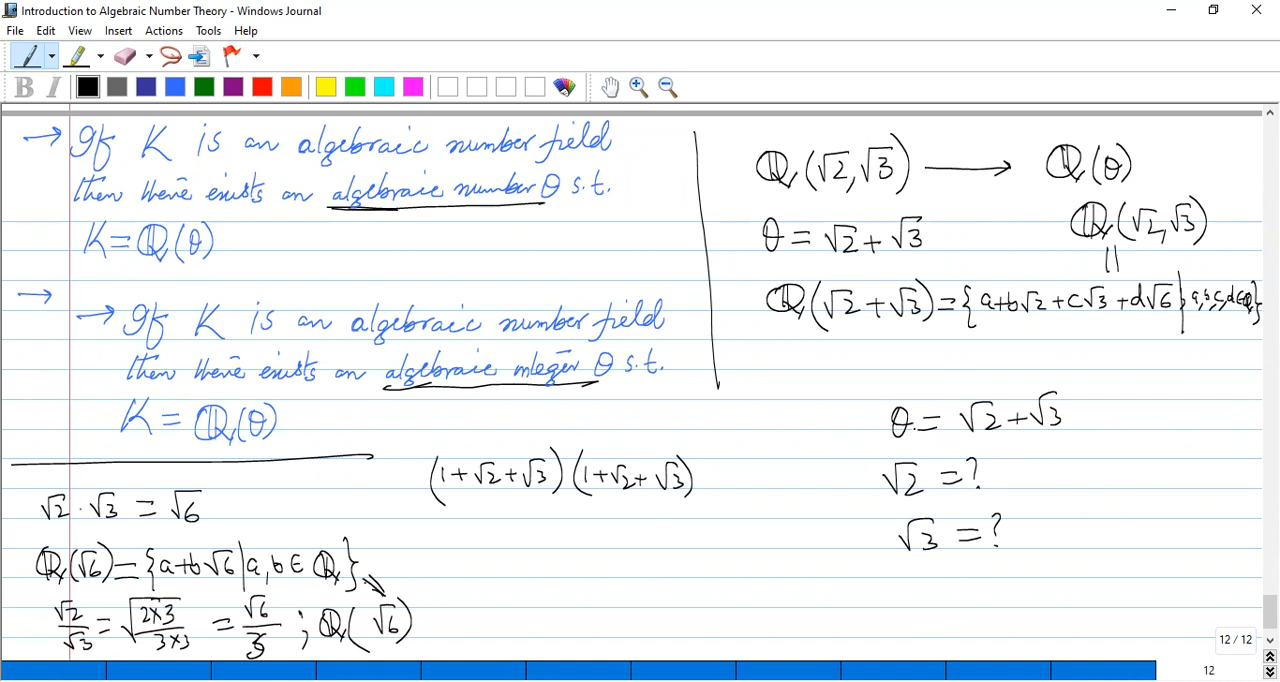 Introduction to Algebraic Number Theory - Windows Journal
File Edit View Insert Actions Tools Help
B I
→ If K is an algebraic number field
then there exists an algebraic number θ s.t.
K = ℚ(θ)
→
→ If K is an algebraic number field
then there exists an algebraic integer θ s.t.
K = ℚ(θ)
√2 · √3 = √6
ℚ(√6) = {a+b√6 | a, b ∈ ℚ}
√2/√3 = √(2×3/3×3) = √6/3 ; ℚ(√6)
(1+√2+√3)(1+√2+√3)
ℚ(√2,√3) ⟶ ℚ(θ)
θ = √2 + √3
ℚ(√2,√3)
||
ℚ(√2+√3) = {a+b√2 + c√3 + d√6 | a,b,c,d∈ℚ}
θ = √2 + √3
√2 = ?
√3 = ?
12 / 12
12